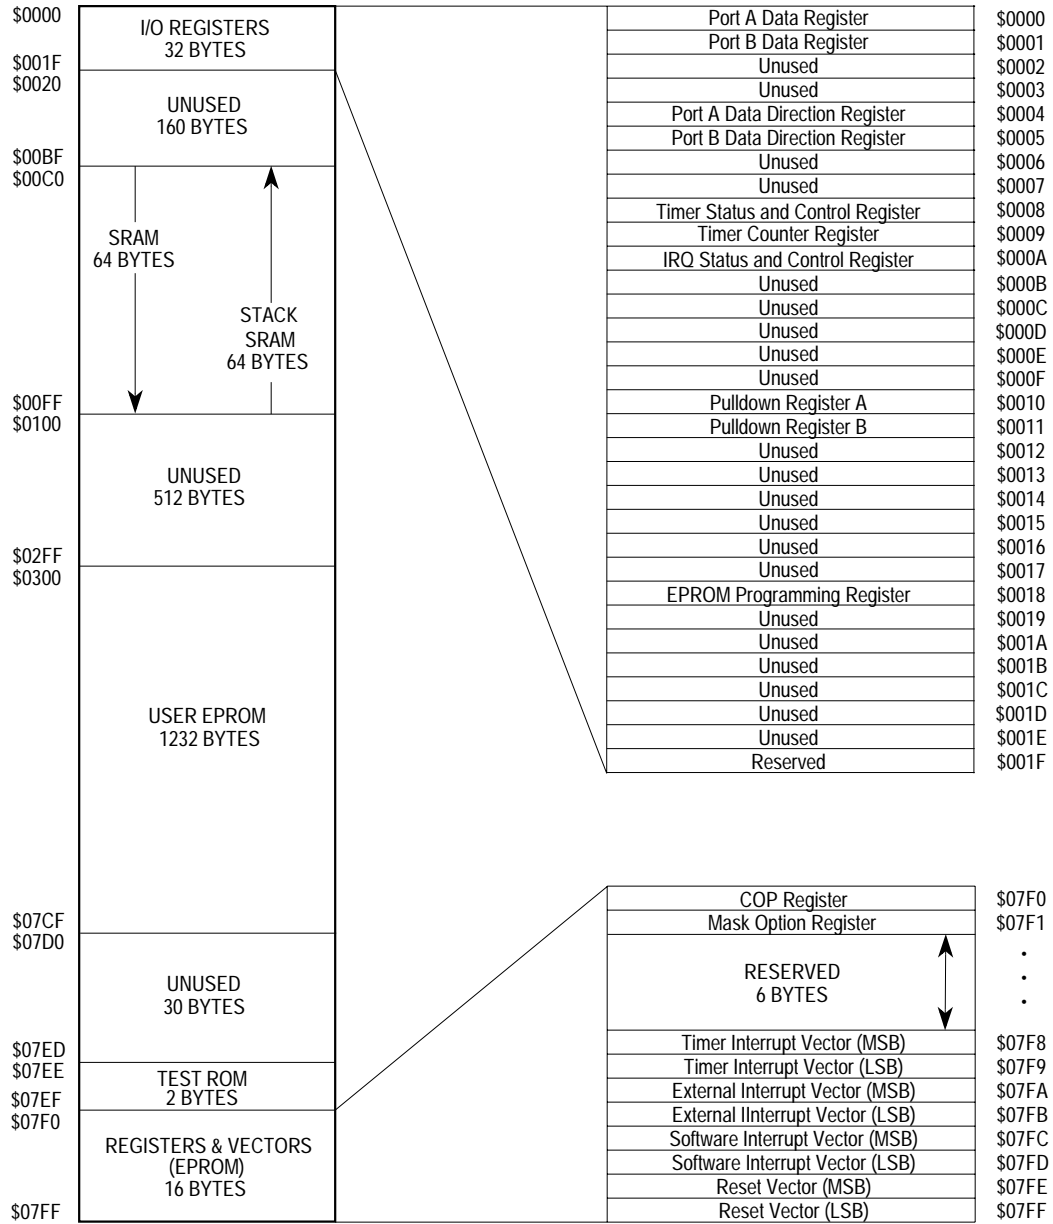 $0000
I/O REGISTERS
32 BYTES
$001F
$0020
UNUSED
160 BYTES
$00BF
$00C0
SRAM
64 BYTES
STACK
SRAM
64 BYTES
$00FF
$0100
UNUSED
512 BYTES
$02FF
$0300
USER EPROM
1232 BYTES
$07CF
$07D0
UNUSED
30 BYTES
$07ED
$07EE
TEST ROM
2 BYTES
$07EF
$07F0
REGISTERS & VECTORS
(EPROM)
16 BYTES
$07FF
Port A Data Register $0000
Port B Data Register $0001
Unused $0002
Unused $0003
Port A Data Direction Register $0004
Port B Data Direction Register $0005
Unused $0006
Unused $0007
Timer Status and Control Register $0008
Timer Counter Register $0009
IRQ Status and Control Register $000A
Unused $000B
Unused $000C
Unused $000D
Unused $000E
Unused $000F
Pulldown Register A $0010
Pulldown Register B $0011
Unused $0012
Unused $0013
Unused $0014
Unused $0015
Unused $0016
Unused $0017
EPROM Programming Register $0018
Unused $0019
Unused $001A
Unused $001B
Unused $001C
Unused $001D
Unused $001E
Reserved $001F
COP Register $07F0
Mask Option Register $07F1
RESERVED
6 BYTES
Timer Interrupt Vector (MSB) $07F8
Timer Interrupt Vector (LSB) $07F9
External Interrupt Vector (MSB) $07FA
External IInterrupt Vector (LSB) $07FB
Software Interrupt Vector (MSB) $07FC
Software Interrupt Vector (LSB) $07FD
Reset Vector (MSB) $07FE
Reset Vector (LSB) $07FF